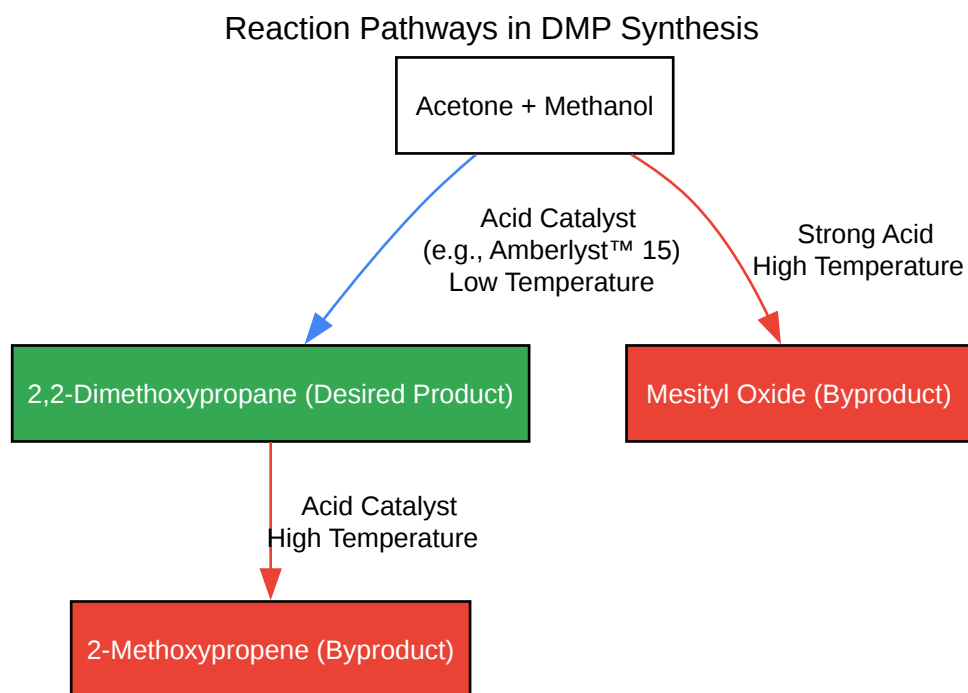 Reaction Pathways in DMP Synthesis
Acetone + Methanol
Acid Catalyst
(e.g., Amberlyst™ 15)
Low Temperature
Strong Acid
High Temperature
2,2-Dimethoxypropane (Desired Product)
Mesityl Oxide (Byproduct)
Acid Catalyst
High Temperature
2-Methoxypropene (Byproduct)